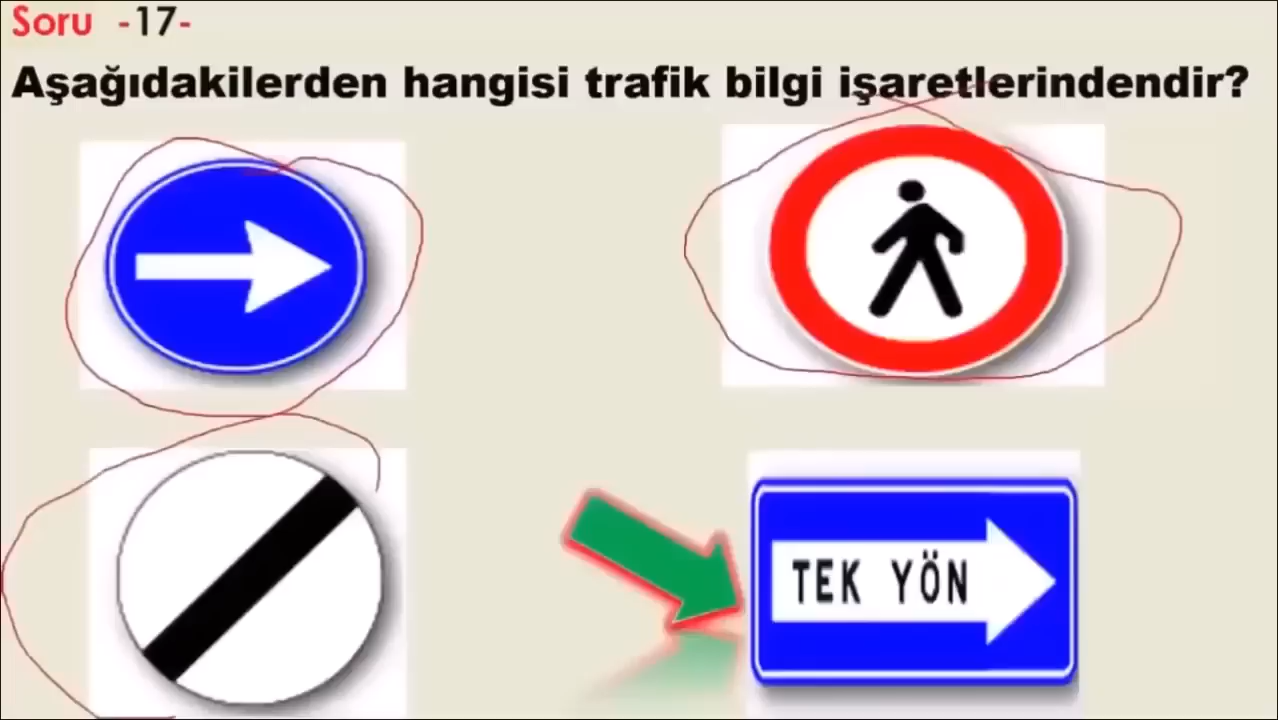 Soru -17-
Aşağıdakilerden hangisi trafik bilgi işaretlerindendir?
TEK YÖN